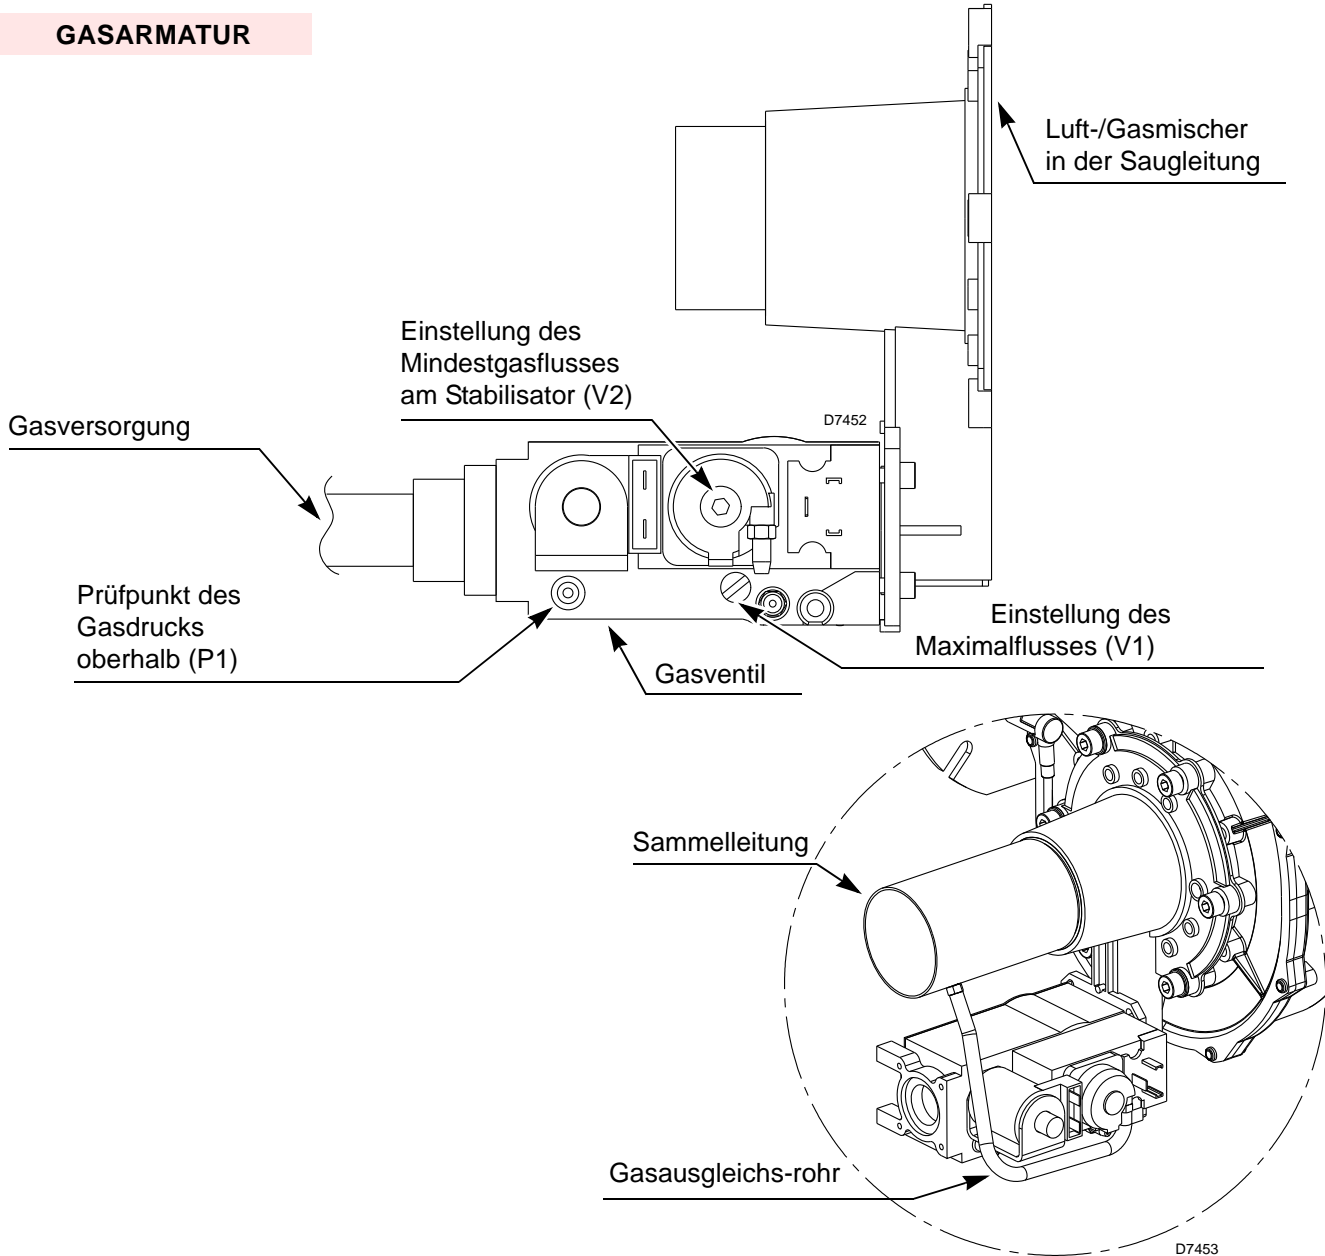 GASARMATUR
Luft-/Gasmischer
in der Saugleitung
Einstellung des
Mindestgasflusses
am Stabilisator (V2)
D7452
Gasversorgung
Prüfpunkt des
Gasdrucks
oberhalb (P1)
Einstellung des
Maximalflusses (V1)
Gasventil
Sammelleitung
Gasausgleichs-rohr
D7453